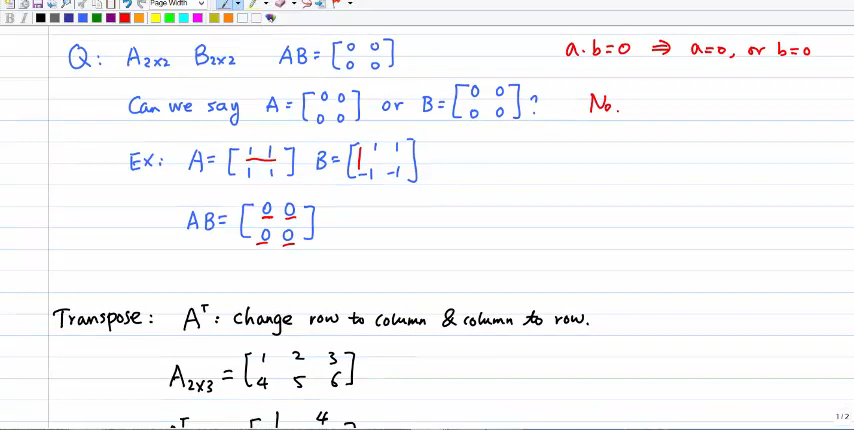 Page Width
B I
Q: A₂ₓ₂ B₂ₓ₂ AB = [0 0; 0 0] a·b=0 ⇒ a=0, or b=0
Can we say A = [0 0; 0 0] or B = [0 0; 0 0]? No.
Ex: A = [1 1; 1 1] B = [1 1; -1 -1]
AB = [0 0; 0 0]
Transpose: Aᵀ: change row to column & column to row.
A₂ₓ₃ = [1 2 3; 4 5 6]
1 4
1/2